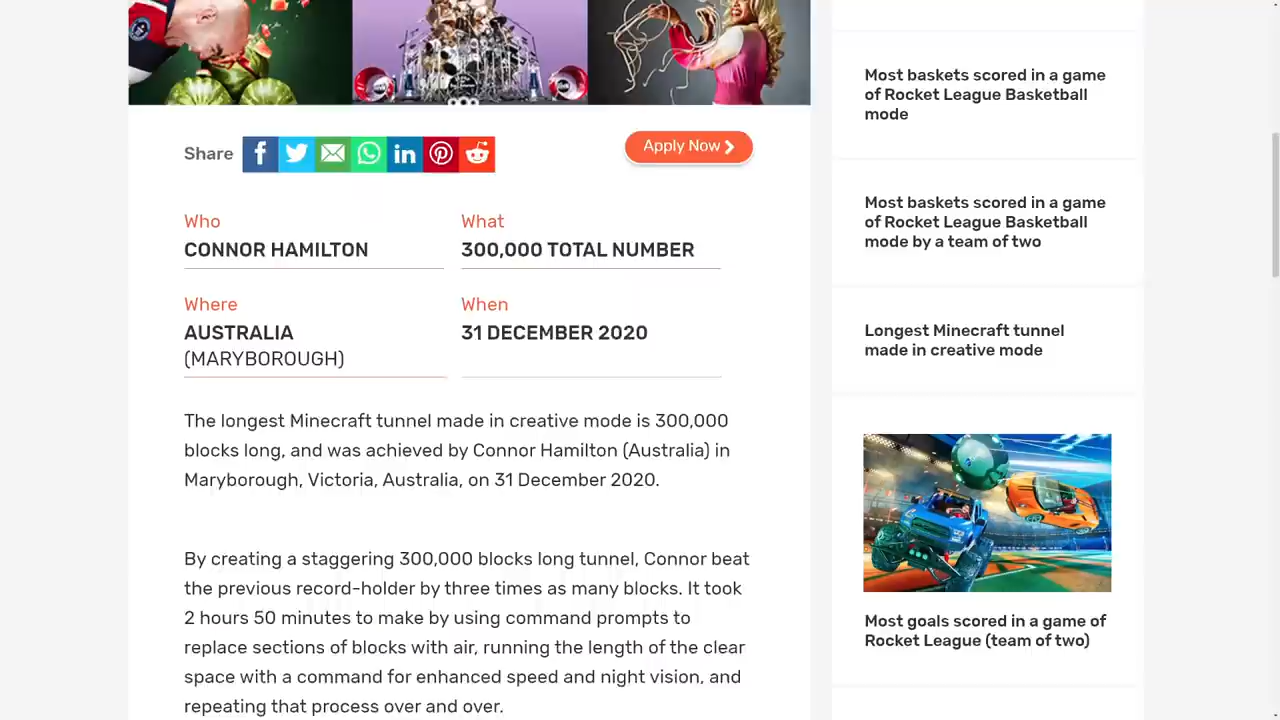 Share
Apply Now
Who
CONNOR HAMILTON
What
300,000 TOTAL NUMBER
Where
AUSTRALIA
(MARYBOROUGH)
When
31 DECEMBER 2020
The longest Minecraft tunnel made in creative mode is 300,000
blocks long, and was achieved by Connor Hamilton (Australia) in
Maryborough, Victoria, Australia, on 31 December 2020.
By creating a staggering 300,000 blocks long tunnel, Connor beat
the previous record-holder by three times as many blocks. It took
2 hours 50 minutes to make by using command prompts to
replace sections of blocks with air, running the length of the clear
space with a command for enhanced speed and night vision, and
repeating that process over and over.
Most baskets scored in a game
of Rocket League Basketball
mode
Most baskets scored in a game
of Rocket League Basketball
mode by a team of two
Longest Minecraft tunnel
made in creative mode
Most goals scored in a game of
Rocket League (team of two)